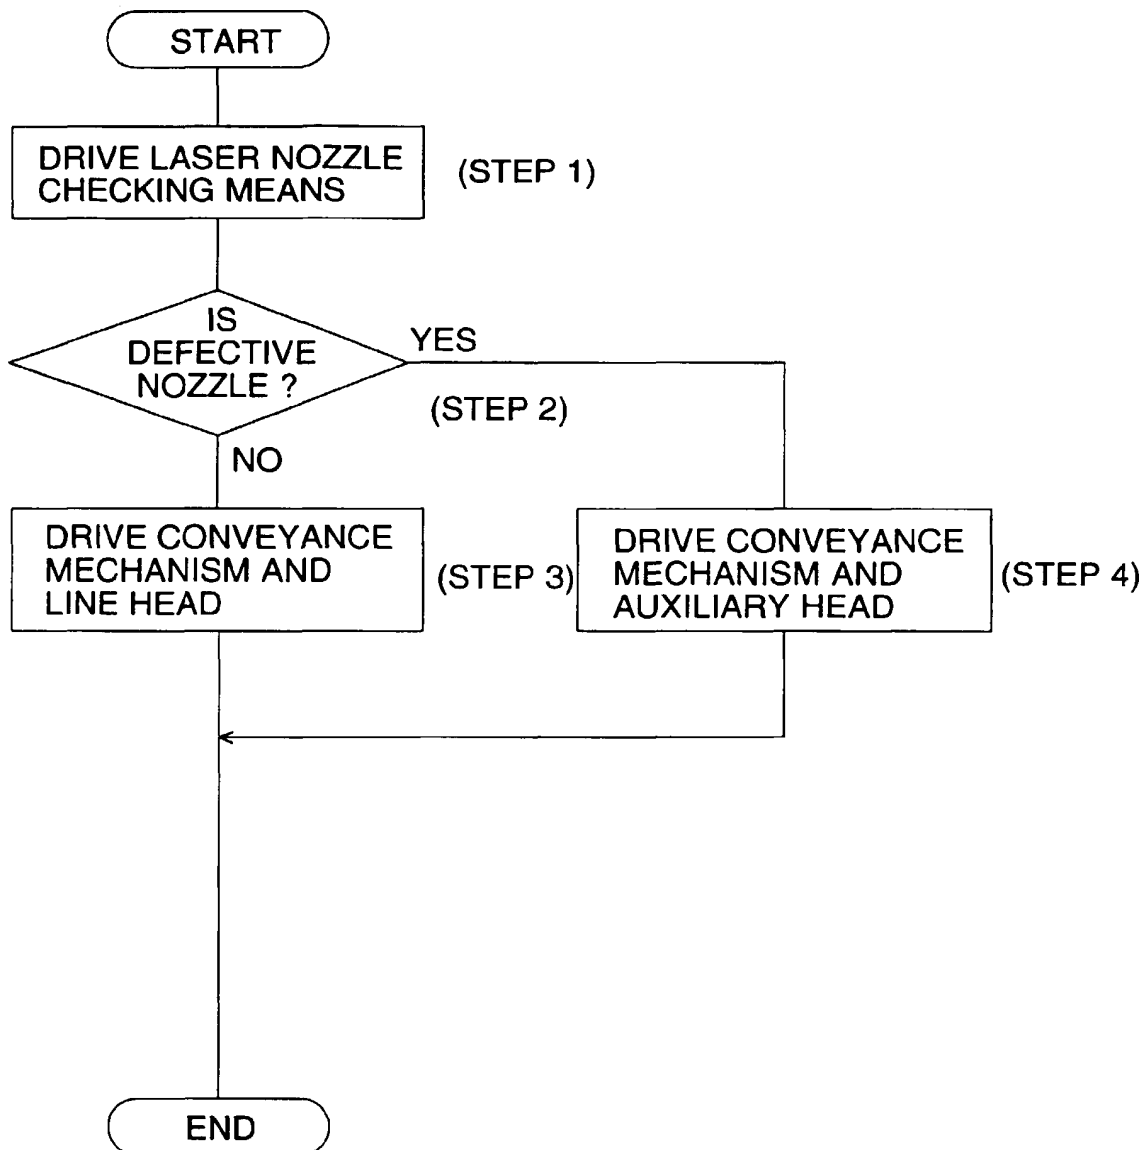 START
DRIVE LASER NOZZLE
CHECKING MEANS
(STEP 1)
IS
DEFECTIVE
NOZZLE ?
YES
(STEP 2)
NO
DRIVE CONVEYANCE
MECHANISM AND
LINE HEAD
(STEP 3)
DRIVE CONVEYANCE
MECHANISM AND
AUXILIARY HEAD
(STEP 4)
END